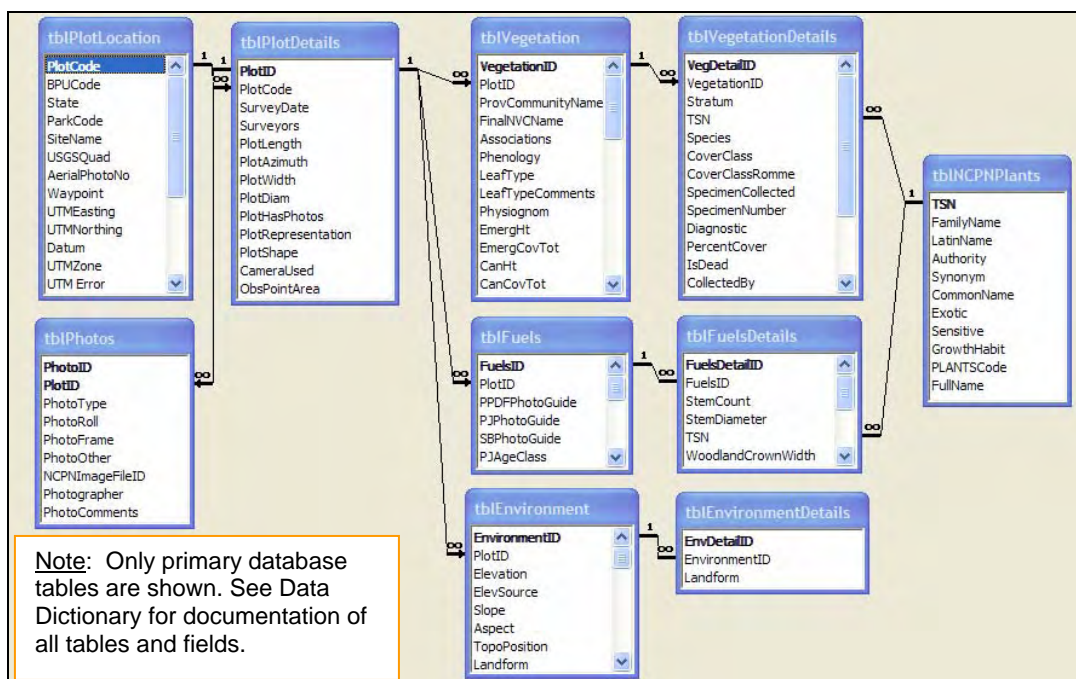 tblPlotLocation
PlotCode
BPUCode
State
ParkCode
SiteName
USGSQuad
AerialPhotoNo
Waypoint
UTMEasting
UTMNorthing
Datum
UTMZone
UTM Error
1
∞
tblPlotDetails
PlotID
PlotCode
SurveyDate
Surveyors
PlotLength
PlotAzimuth
PlotWidth
PlotDiam
PlotHasPhotos
PlotRepresentation
PlotShape
CameraUsed
ObsPointArea
1
∞
tblVegetation
VegetationID
PlotID
ProvCommunityName
FinalNVCName
Associations
Phenology
LeafType
LeafTypeComments
Physiognom
EmergHt
EmergCovTot
CanHt
CanCovTot
1
∞
tblVegetationDetails
VegDetailID
VegetationID
Stratum
TSN
Species
CoverClass
CoverClassRomme
SpecimenCollected
SpecimenNumber
Diagnostic
PercentCover
IsDead
CollectedBy
∞
1
tblNCPNPlants
TSN
FamilyName
LatinName
Authority
Synonym
CommonName
Exotic
Sensitive
GrowthHabit
PLANTSCode
FullName
tblPhotos
PhotoID
PlotID
PhotoType
PhotoRoll
PhotoFrame
PhotoOther
NCPNImageFileID
Photographer
PhotoComments
∞
∞
tblFuels
FuelsID
PlotID
PPDFPhotoGuide
PJPhotoGuide
SBPhotoGuide
PJAgeClass
1
∞
tblFuelsDetails
FuelsDetailID
FuelsID
StemCount
StemDiameter
TSN
WoodlandCrownWidth
∞
∞
tblEnvironment
EnvironmentID
PlotID
Elevation
ElevSource
Slope
Aspect
TopoPosition
Landform
1
∞
tblEnvironmentDetails
EnvDetailID
EnvironmentID
Landform
Note: Only primary database
tables are shown. See Data
Dictionary for documentation of
all tables and fields.